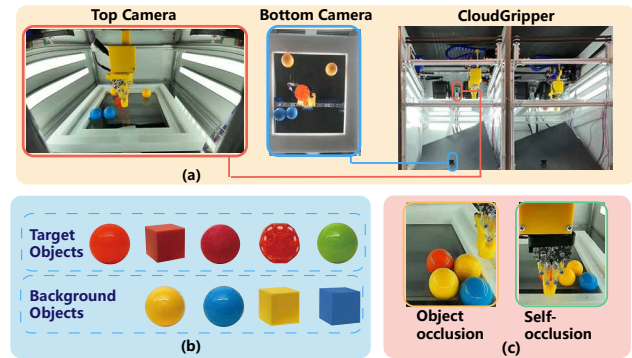 Top Camera
Bottom Camera
CloudGripper
(a)
Target
Objects
Background
Objects
(b)
Object
occlusion
Self-
occlusion
(c)